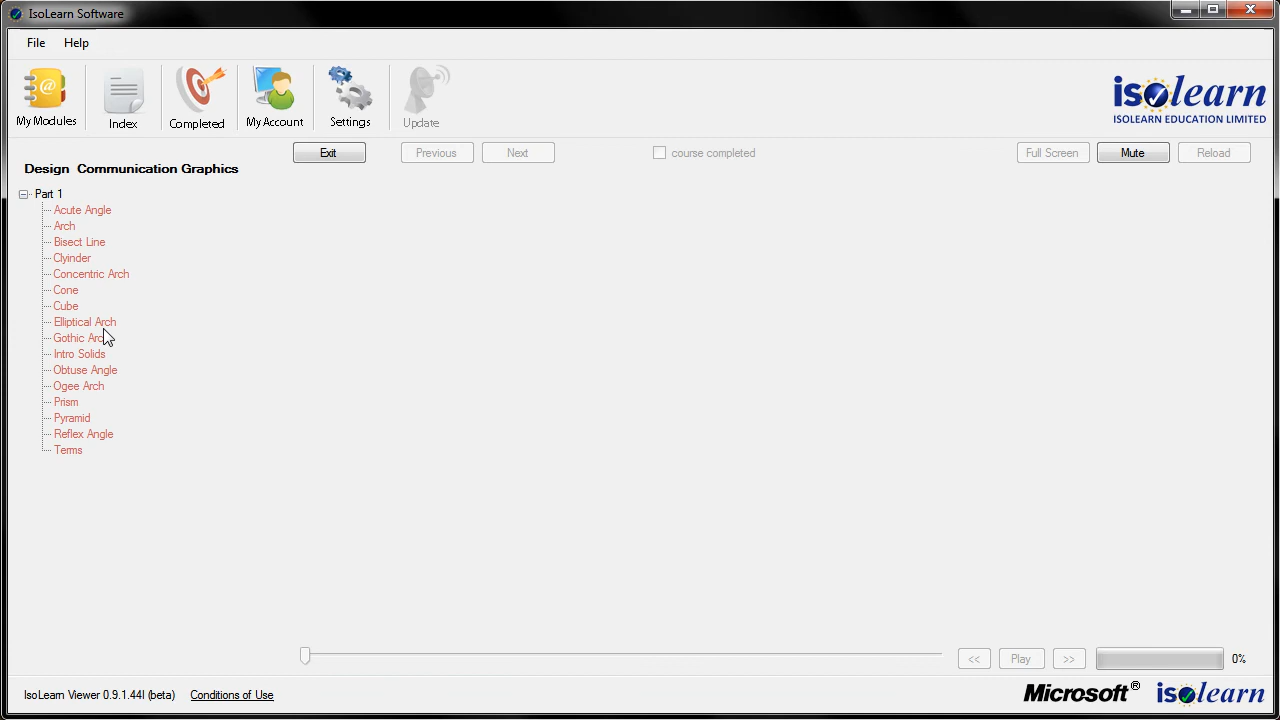 IsoLearn Software
File Help
My Modules Index Completed My Account Settings Update
isolearn
ISOLEARN EDUCATION LIMITED
Exit Previous Next course completed Full Screen Mute Reload
Design Communication Graphics
Part 1
Acute Angle
Arch
Bisect Line
Clyinder
Concentric Arch
Cone
Cube
Elliptical Arch
Gothic Arc
Intro Solids
Obtuse Angle
Ogee Arch
Prism
Pyramid
Reflex Angle
Terms
<< Play >> 0%
IsoLearn Viewer 0.9.1.44l (beta) Conditions of Use Microsoft® isolearn